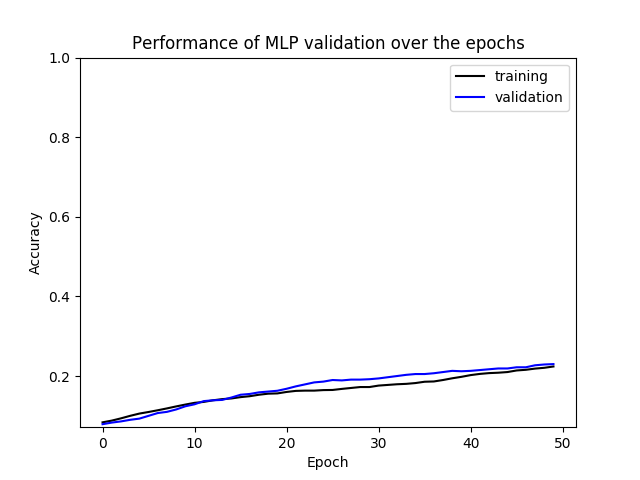 Performance of MLP validation over the epochs
training
validation
Accuracy
1.0
0.8
0.6
0.4
0.2
0 10 20 30 40 50
Epoch